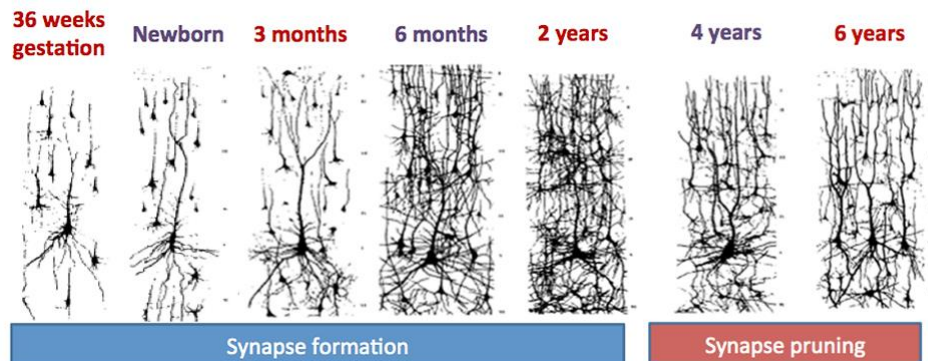 36 weeks
gestation
Newborn
3 months
6 months
2 years
4 years
6 years
Synapse formation
Synapse pruning